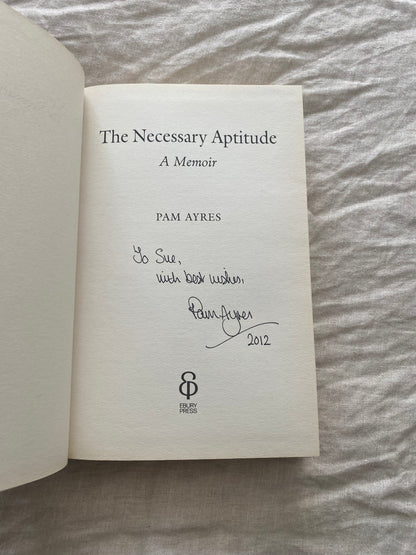 The Necessary Aptitude
A Memoir
PAM AYRES
To Sue,
with best wishes,
Pam Ayres
2012
EBURY
PRESS